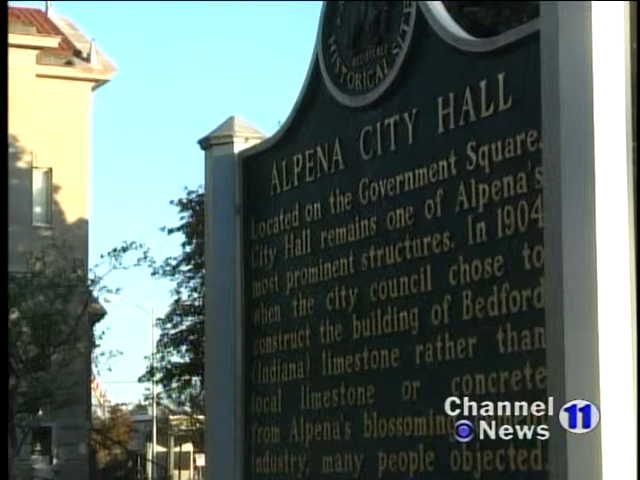 REGISTERED
HISTORICAL SITE
ALPENA CITY HALL
Located on the Government Square,
City Hall remains one of Alpena's
most prominent structures. In 1904
when the city council chose to
construct the building of Bedford
(Indiana) limestone rather than
local limestone or concrete
from Alpena's blossoming
industry, many people objected.
Channel 11
News